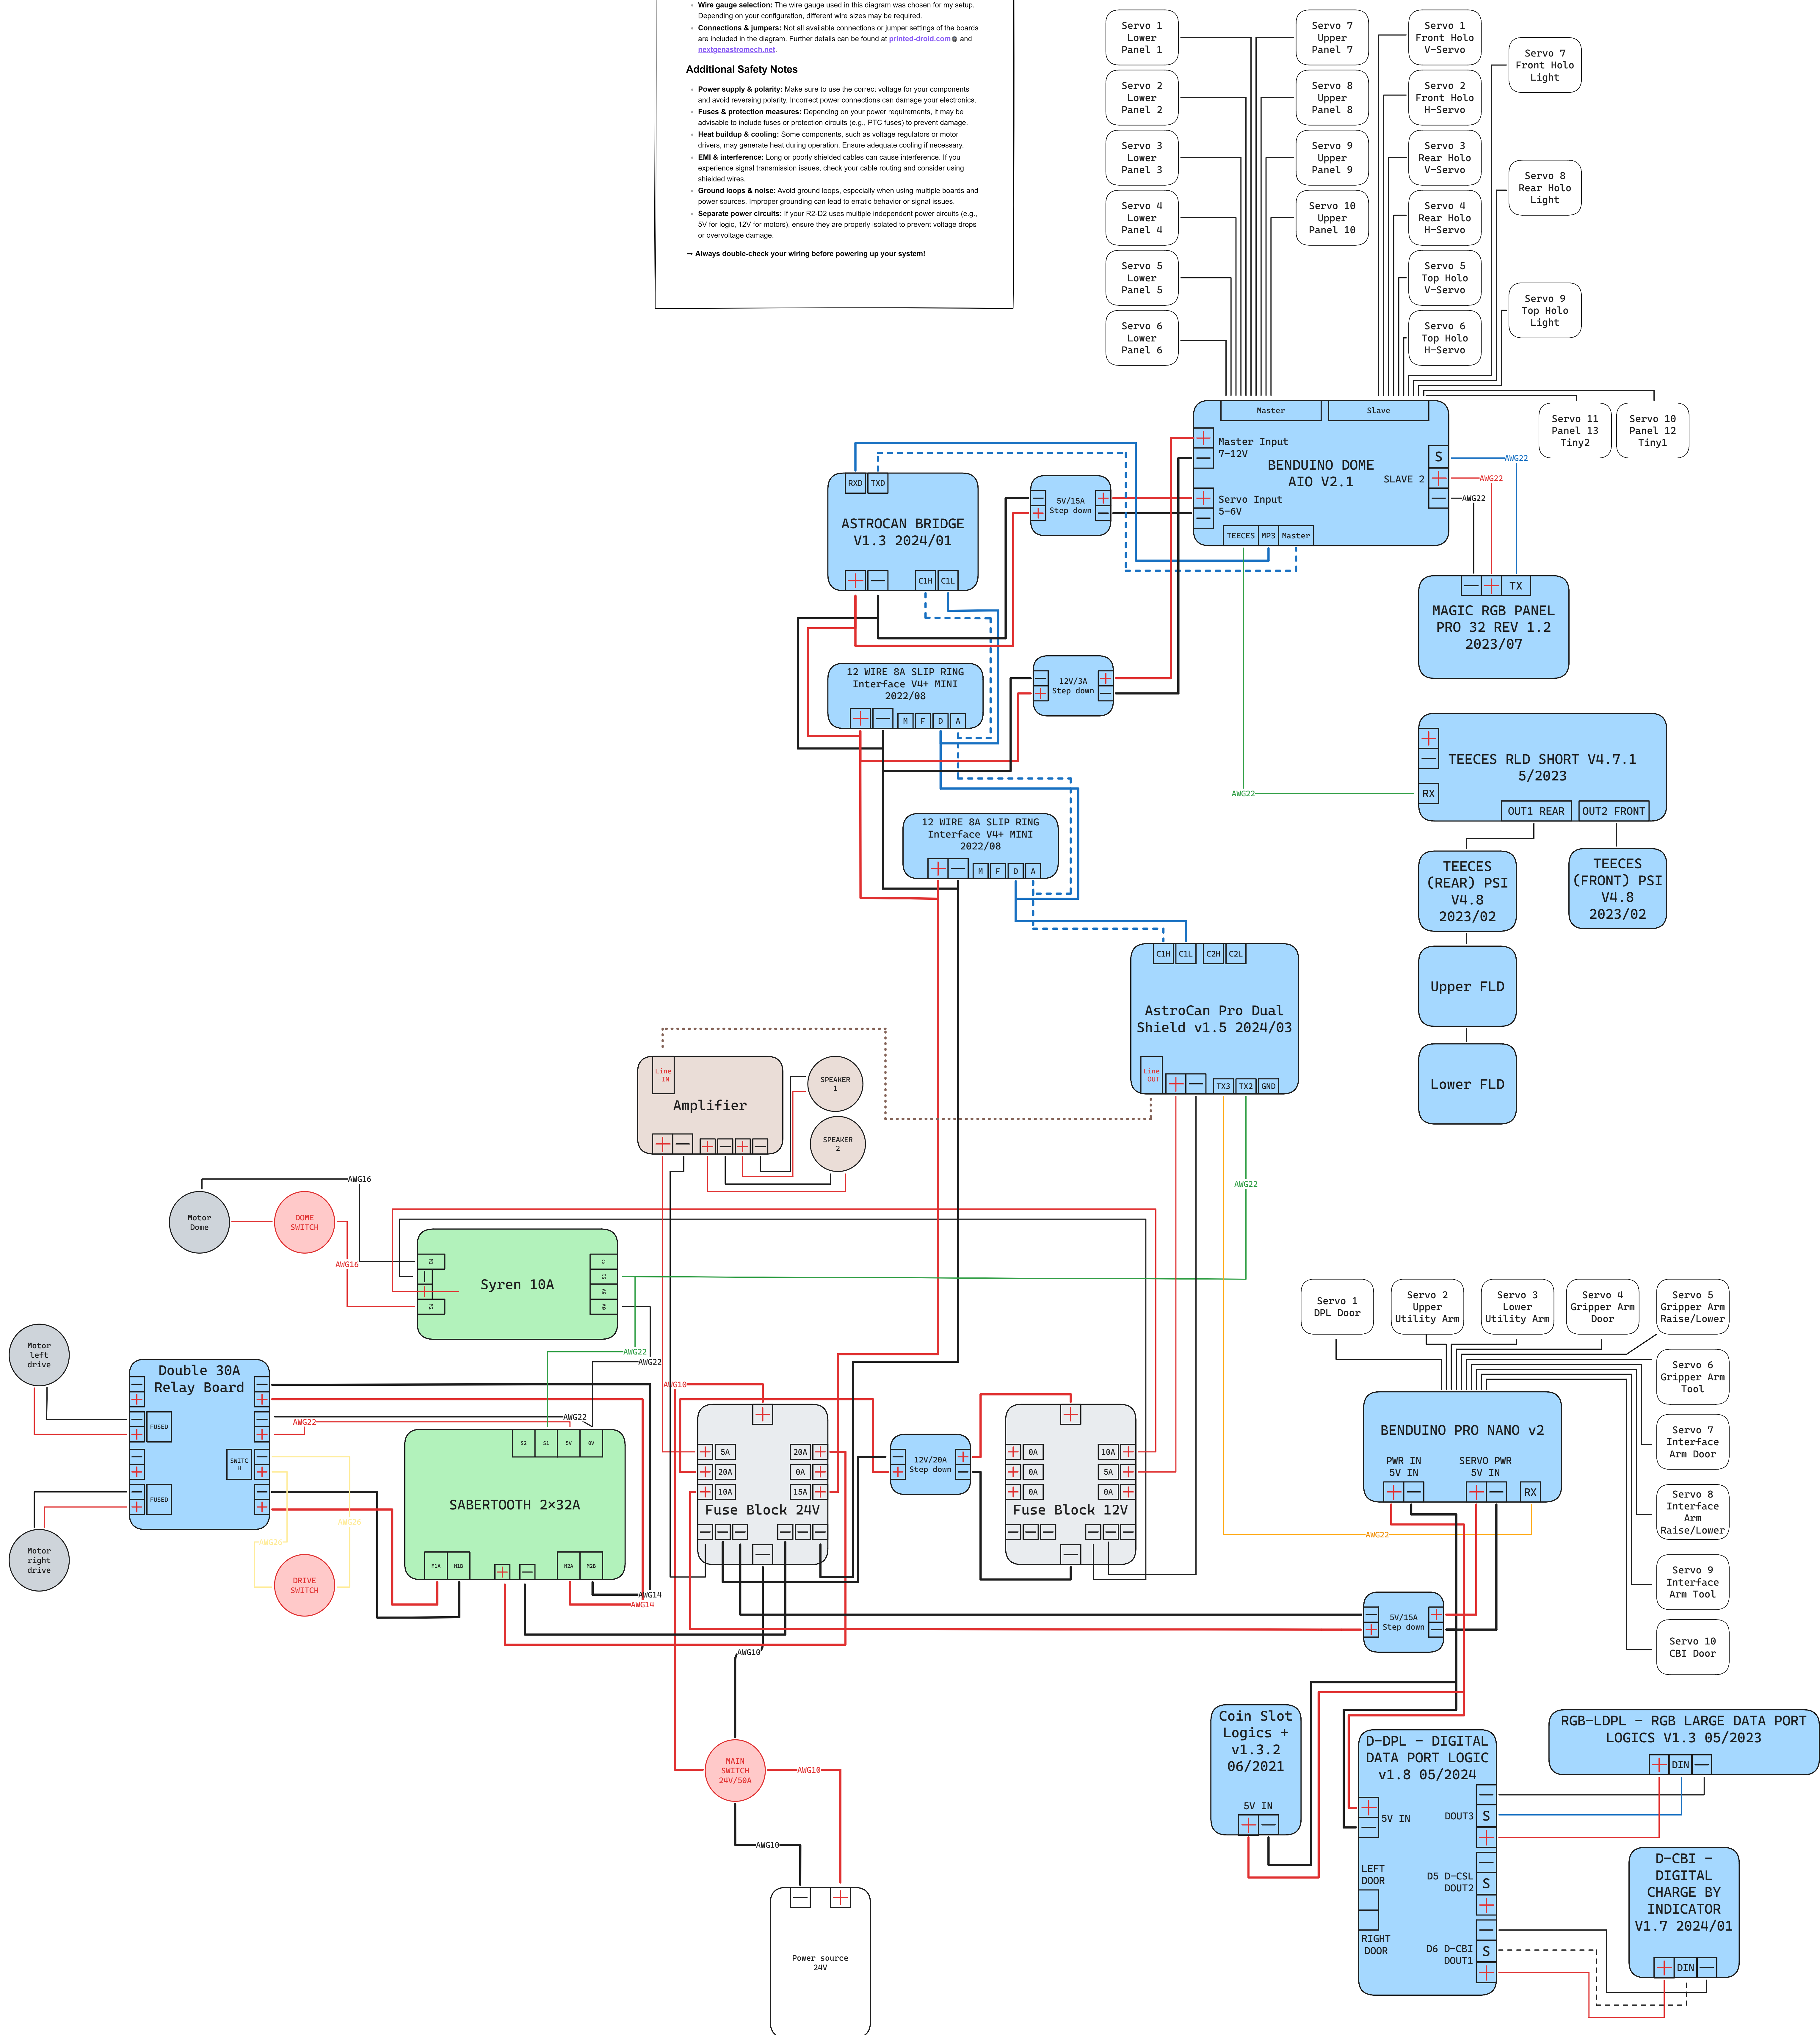 Wire gauge selection: The wire gauge used in this diagram was chosen for my setup.
Depending on your configuration, different wire sizes may be required.
Connections & jumpers: Not all available connections or jumper settings of the boards
are included in the diagram. Further details can be found at printed-droid.com and
nextgenastromech.net.
Additional Safety Notes
Power supply & polarity: Make sure to use the correct voltage for your components
and avoid reversing polarity. Incorrect power connections can damage your electronics.
Fuses & protection measures: Depending on your power requirements, it may be
advisable to include fuses or protection circuits (e.g., PTC fuses) to prevent damage.
Heat buildup & cooling: Some components, such as voltage regulators or motor
drivers, may generate heat during operation. Ensure adequate cooling if necessary.
EMI & interference: Long or poorly shielded cables can cause interference. If you
experience signal transmission issues, check your cable routing and consider using
shielded wires.
Ground loops & noise: Avoid ground loops, especially when using multiple boards and
power sources. Improper grounding can lead to erratic behavior or signal issues.
Separate power circuits: If your R2-D2 uses multiple independent power circuits (e.g.,
5V for logic, 12V for motors), ensure they are properly isolated to prevent voltage drops
or overvoltage damage.
→ Always double-check your wiring before powering up your system!
Servo 1
Lower
Panel 1
Servo 2
Lower
Panel 2
Servo 3
Lower
Panel 3
Servo 4
Lower
Panel 4
Servo 5
Lower
Panel 5
Servo 6
Lower
Panel 6
Servo 7
Upper
Panel 7
Servo 8
Upper
Panel 8
Servo 9
Upper
Panel 9
Servo 10
Upper
Panel 10
Servo 1
Front Holo
V-Servo
Servo 2
Front Holo
H-Servo
Servo 3
Rear Holo
V-Servo
Servo 4
Rear Holo
H-Servo
Servo 5
Top Holo
V-Servo
Servo 6
Top Holo
H-Servo
Servo 7
Front Holo
Light
Servo 8
Rear Holo
Light
Servo 9
Top Holo
Light
Servo 11
Panel 13
Tiny2
Servo 10
Panel 12
Tiny1
Master
Slave
Master Input
7-12V
BENDUINO DOME
AIO V2.1
Servo Input
5-6V
SLAVE 2
S
TEECES
MP3
Master
AWG22
AWG22
AWG22
RXD
TXD
ASTROCAN BRIDGE
V1.3 2024/01
C1H
C1L
5V/15A
Step down
12V/3A
Step down
TX
MAGIC RGB PANEL
PRO 32 REV 1.2
2023/07
12 WIRE 8A SLIP RING
Interface V4+ MINI
2022/08
M
F
D
A
12 WIRE 8A SLIP RING
Interface V4+ MINI
2022/08
M
F
D
A
TEECES RLD SHORT V4.7.1
5/2023
RX
OUT1 REAR
OUT2 FRONT
AWG22
TEECES
(REAR) PSI
V4.8
2023/02
TEECES
(FRONT) PSI
V4.8
2023/02
Upper FLD
Lower FLD
C1H
C1L
C2H
C2L
AstroCan Pro Dual
Shield v1.5 2024/03
Line
-OUT
TX3
TX2
GND
Line
-IN
Amplifier
SPEAKER
1
SPEAKER
2
AWG22
AWG16
Motor
Dome
DOME
SWITCH
AWG16
M1
M2
Syren 10A
S2
S1
5V
0V
AWG22
AWG22
Motor
left
drive
Double 30A
Relay Board
FUSED
SWITC
H
FUSED
AWG22
AWG22
AWG26
AWG26
Motor
right
drive
DRIVE
SWITCH
S2
S1
5V
0V
SABERTOOTH 2×32A
M1A
M1B
M2A
M2B
AWG14
AWG14
AWG10
5A
20A
10A
20A
0A
15A
Fuse Block 24V
12V/20A
Step down
0A
0A
0A
10A
5A
0A
Fuse Block 12V
Servo 1
DPL Door
Servo 2
Upper
Utility Arm
Servo 3
Lower
Utility Arm
Servo 4
Gripper Arm
Door
Servo 5
Gripper Arm
Raise/Lower
Servo 6
Gripper Arm
Tool
Servo 7
Interface
Arm Door
Servo 8
Interface
Arm
Raise/Lower
Servo 9
Interface
Arm Tool
Servo 10
CBI Door
BENDUINO PRO NANO v2
PWR IN
5V IN
SERVO PWR
5V IN
RX
AWG22
5V/15A
Step down
AWG10
MAIN
SWITCH
24V/50A
AWG10
AWG10
Power source
24V
Coin Slot
Logics +
v1.3.2
06/2021
5V IN
D-DPL - DIGITAL
DATA PORT LOGIC
v1.8 05/2024
5V IN
DOUT3
S
LEFT
DOOR
D5 D-CSL
DOUT2
S
RIGHT
DOOR
D6 D-CBI
DOUT1
S
RGB-LDPL - RGB LARGE DATA PORT
LOGICS V1.3 05/2023
DIN
D-CBI -
DIGITAL
CHARGE BY
INDICATOR
V1.7 2024/01
DIN